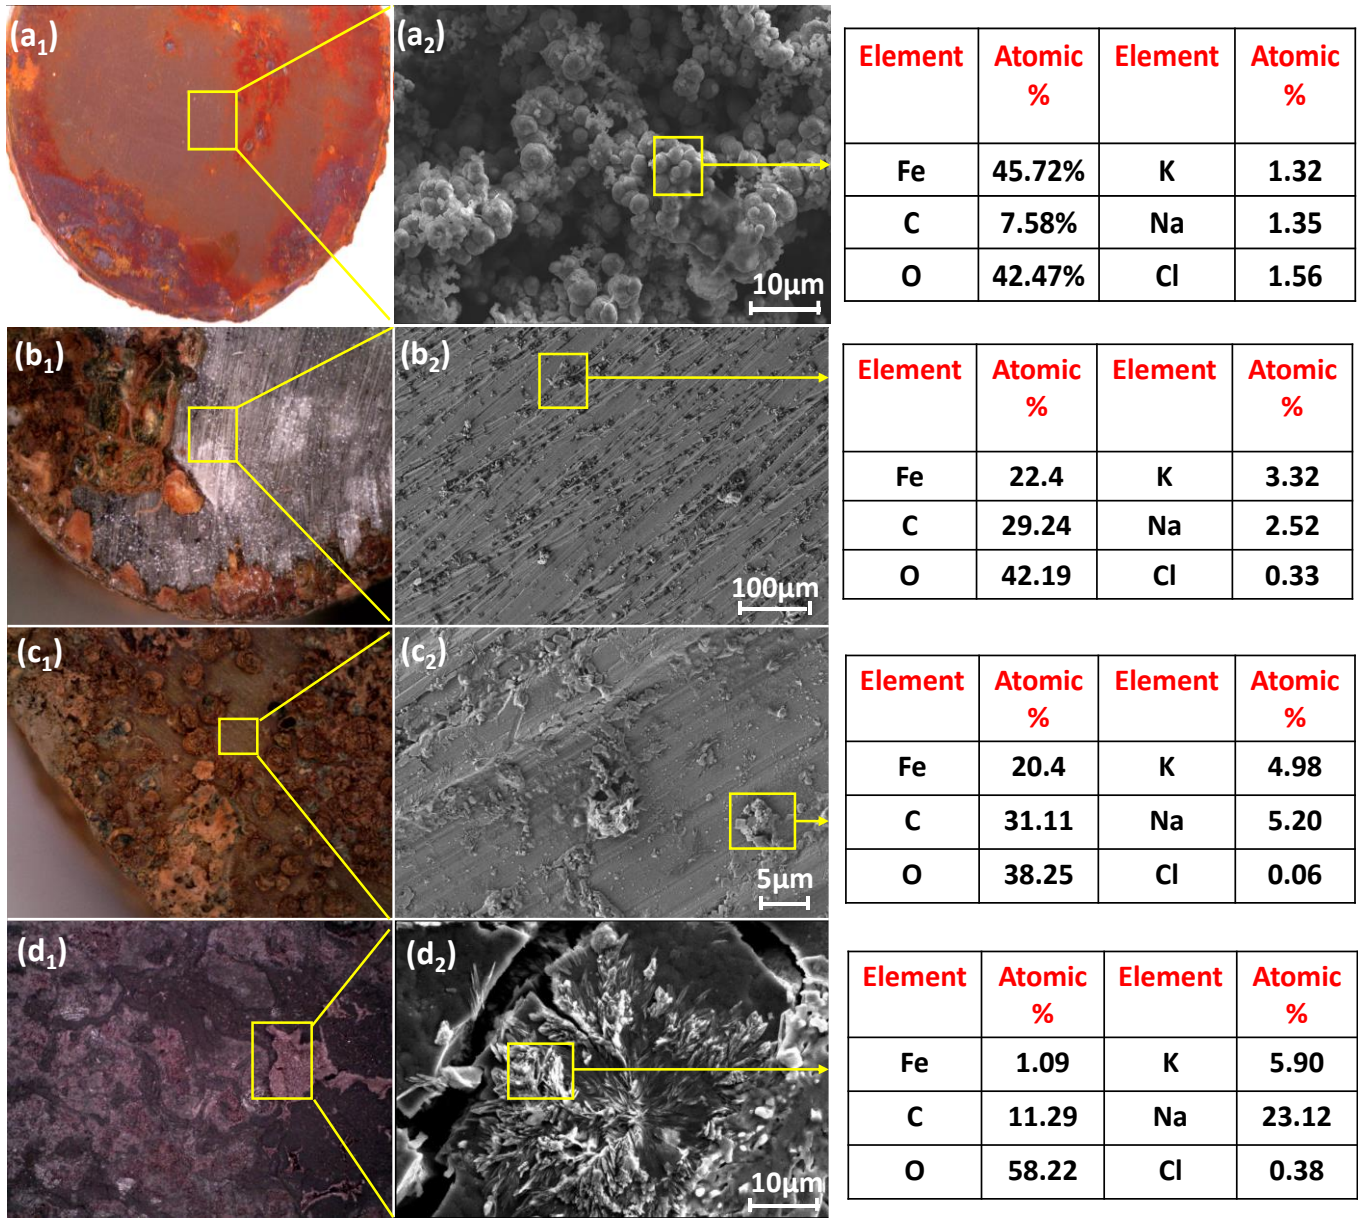 (a1)
(a2)
10µm
Element Atomic % Element Atomic %
Fe 45.72% K 1.32
C 7.58% Na 1.35
O 42.47% Cl 1.56
(b1)
(b2)
100µm
Element Atomic % Element Atomic %
Fe 22.4 K 3.32
C 29.24 Na 2.52
O 42.19 Cl 0.33
(c1)
(c2)
5µm
Element Atomic % Element Atomic %
Fe 20.4 K 4.98
C 31.11 Na 5.20
O 38.25 Cl 0.06
(d1)
(d2)
10µm
Element Atomic % Element Atomic %
Fe 1.09 K 5.90
C 11.29 Na 23.12
O 58.22 Cl 0.38